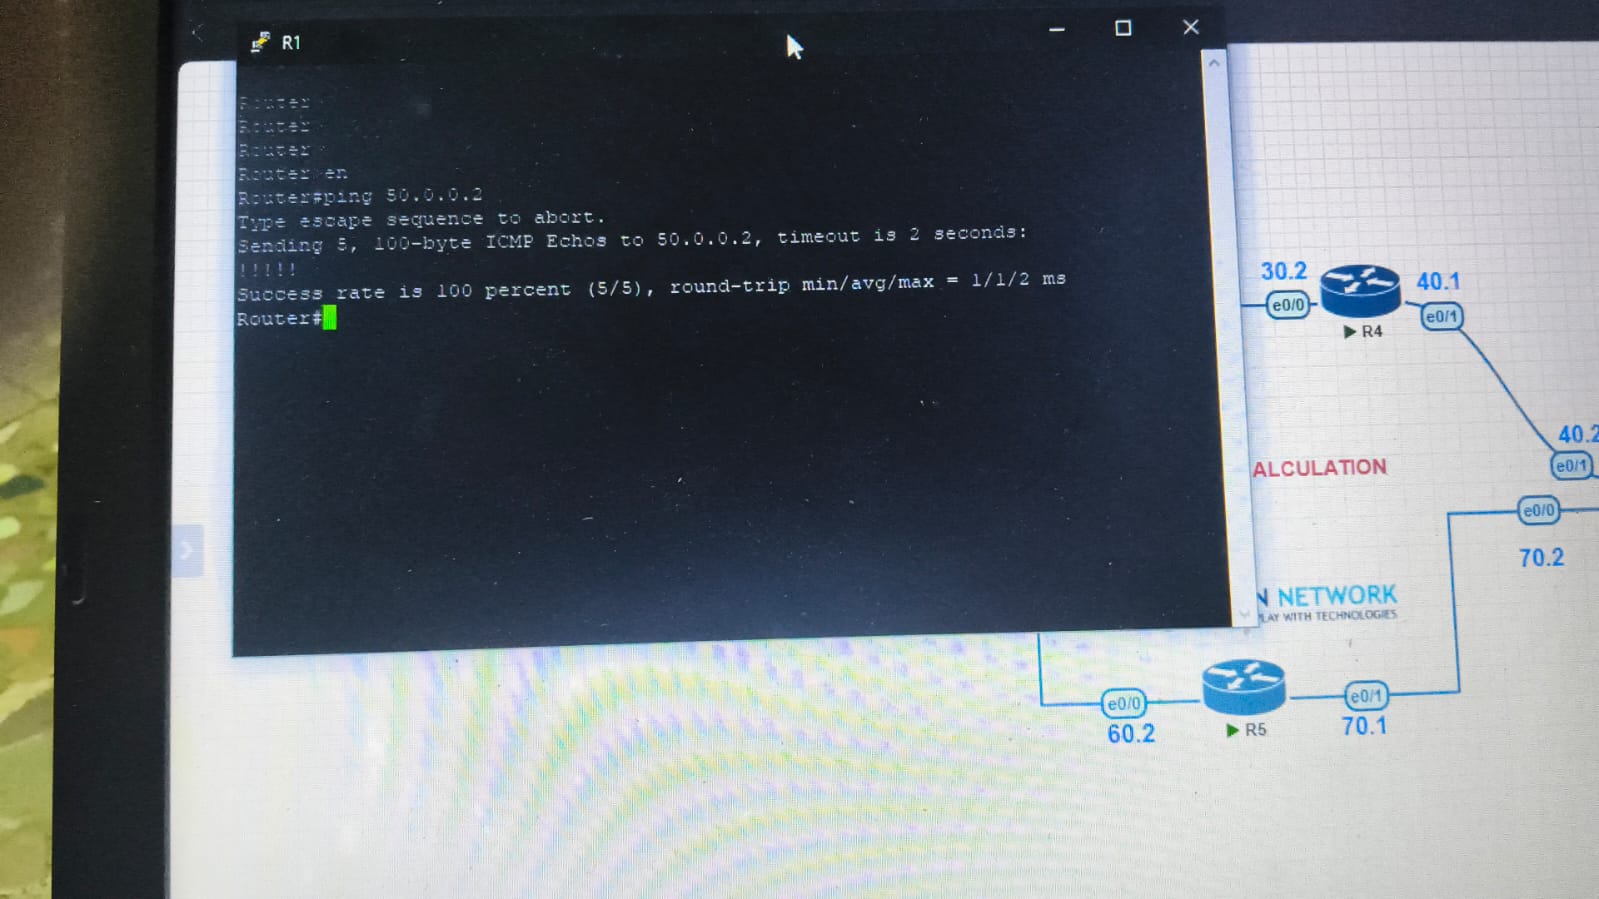 R1
Router
Router
Router
Router>en
Router#ping 50.0.0.2
Type escape sequence to abort.
Sending 5, 100-byte ICMP Echos to 50.0.0.2, timeout is 2 seconds:
!!!!!
Success rate is 100 percent (5/5), round-trip min/avg/max = 1/1/2 ms
Router#
30.2
40.1
e0/0
e0/1
R4
40.2
e0/1
ALCULATION
e0/0
70.2
N NETWORK
LAY WITH TECHNOLOGIES
e0/0
e0/1
60.2
R5
70.1